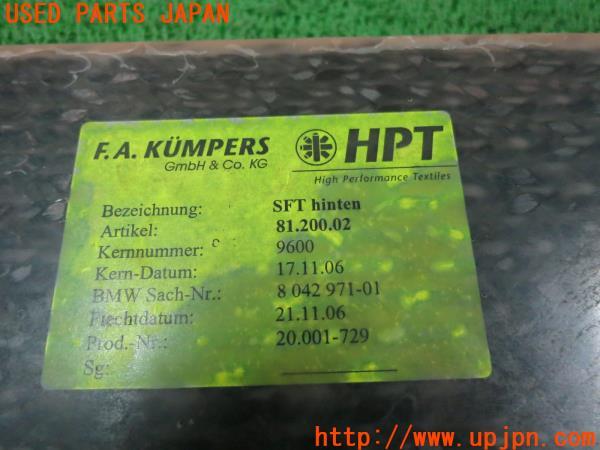 USED PARTS JAPAN
F.A. KÜMPERS
GmbH & Co. KG
HPT
High Performance Textiles
Bezeichnung: SFT hinten
Artikel: 81.200.02
Kernnummer: 9600
Kern-Datum: 17.11.06
BMW Sach-Nr.: 8 042 971-01
Flechtdatum: 21.11.06
Prod.-Nr.: 20.001-729
Sg:
http://www.upjpn.com